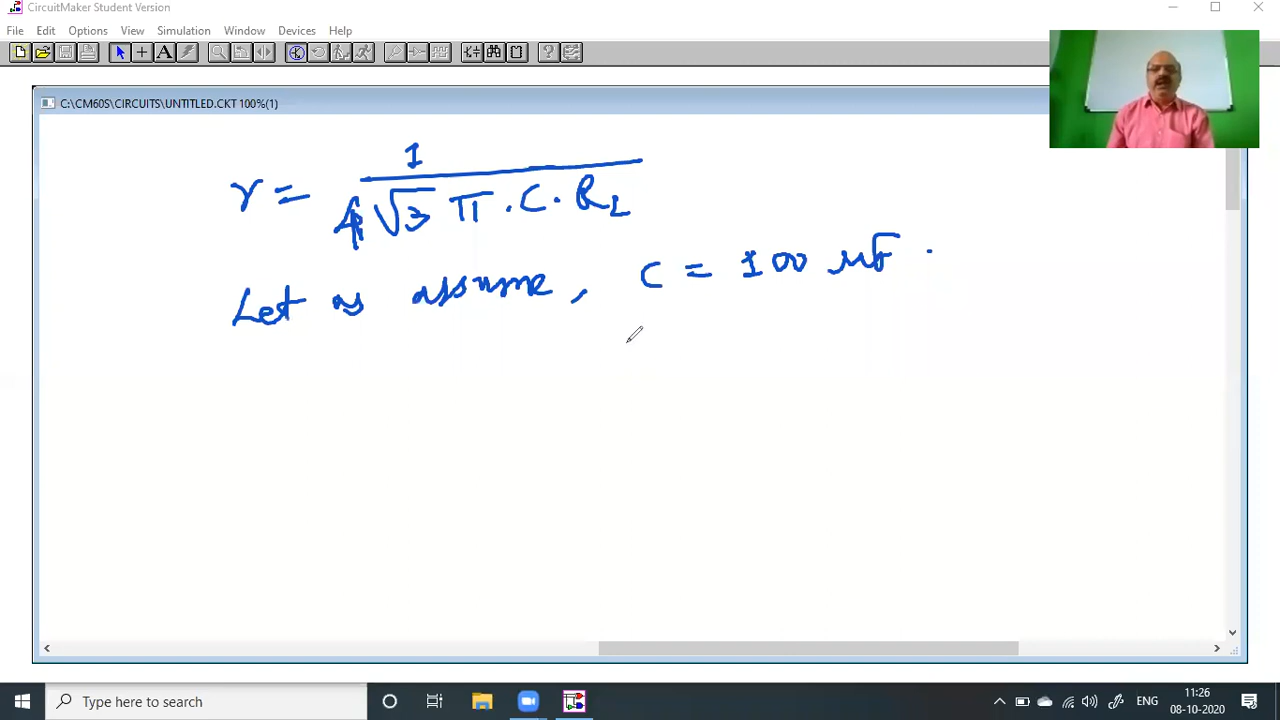 CircuitMaker Student Version
File Edit Options View Simulation Window Devices Help
C:\CM60S\CIRCUITS\UNTITLED.CKT 100%(1)
1
γ =
√3 π . C . RL
Let us assume, C = 100 μF .
Type here to search
ENG
11:26
08-10-2020